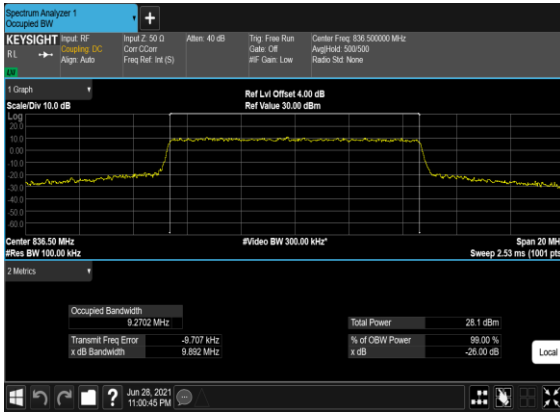 Spectrum Analyzer 1
Occupied BW
+
KEYSIGHT
RL
Input: RF
Coupling: DC
Align: Auto
Input Z: 50 Ω
Corr CCorr
Freq Ref: Int (S)
Atten: 40 dB
Trig: Free Run
Gate: Off
#IF Gain: Low
Center Freq: 836.500000 MHz
Avg|Hold: 500/500
Radio Std: None
1 Graph
Scale/Div 10.0 dB
Ref Lvl Offset 4.00 dB
Ref Value 30.00 dBm
Log
20.0
10.0
0.00
-10.0
-20.0
-30.0
-40.0
-50.0
-60.0
Center 836.50 MHz
#Res BW 100.00 kHz
#Video BW 300.00 kHz*
Span 20 MH
Sweep 2.53 ms (1001 pts
2 Metrics
Occupied Bandwidth
9.2702 MHz
Transmit Freq Error -9.707 kHz
x dB Bandwidth 9.892 MHz
Total Power 28.1 dBm
% of OBW Power 99.00 %
x dB -26.00 dB
Local
?
Jun 28, 2021
11:00:45 PM